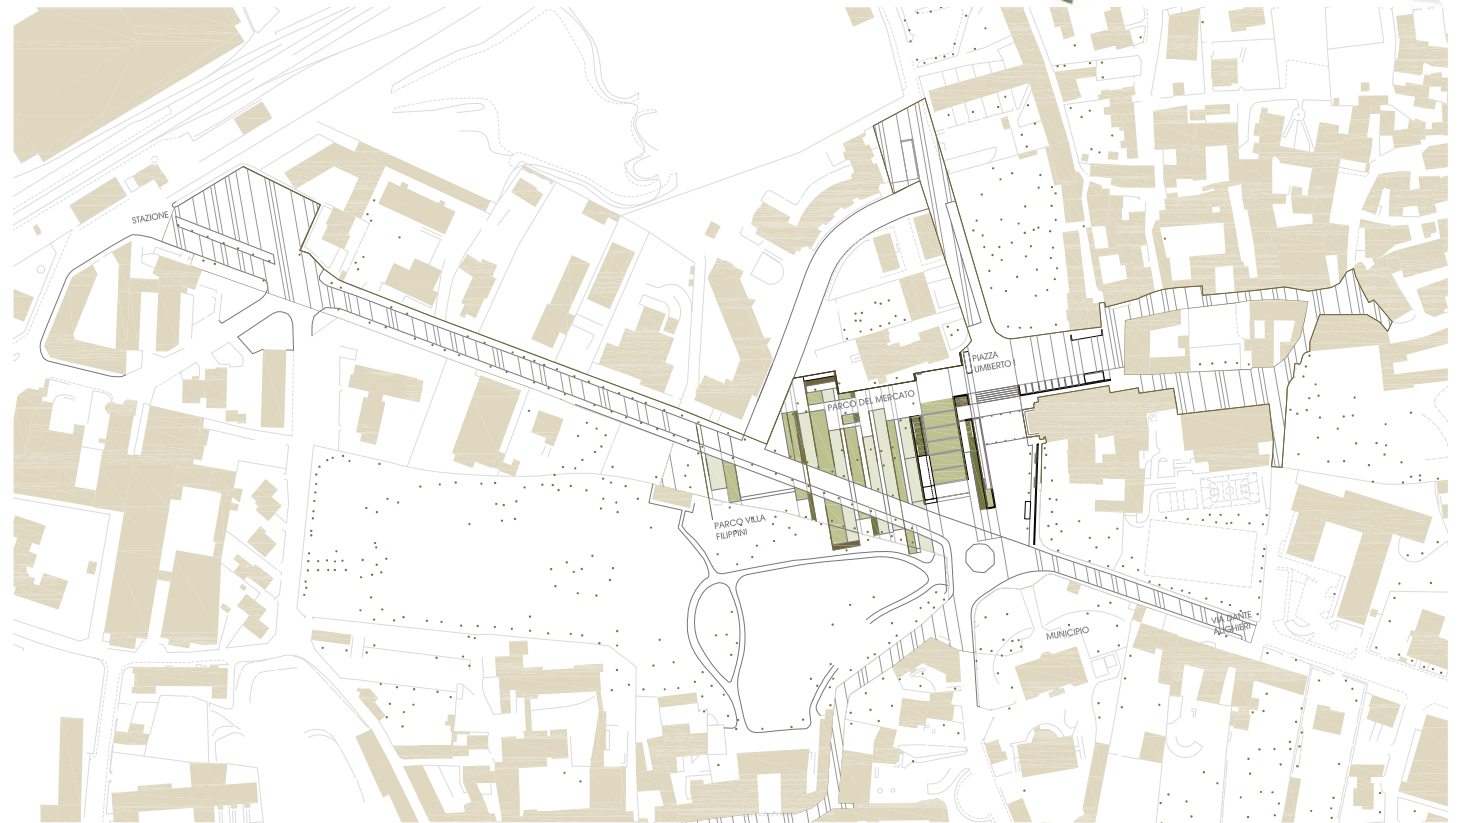 STAZIONE
PIAZZA
UMBERTO I
PARCO DEL MERCATO
PARCO VILLA
FILIPPINI
VIA DANTE
ALIGHIERI
MUNICIPIO